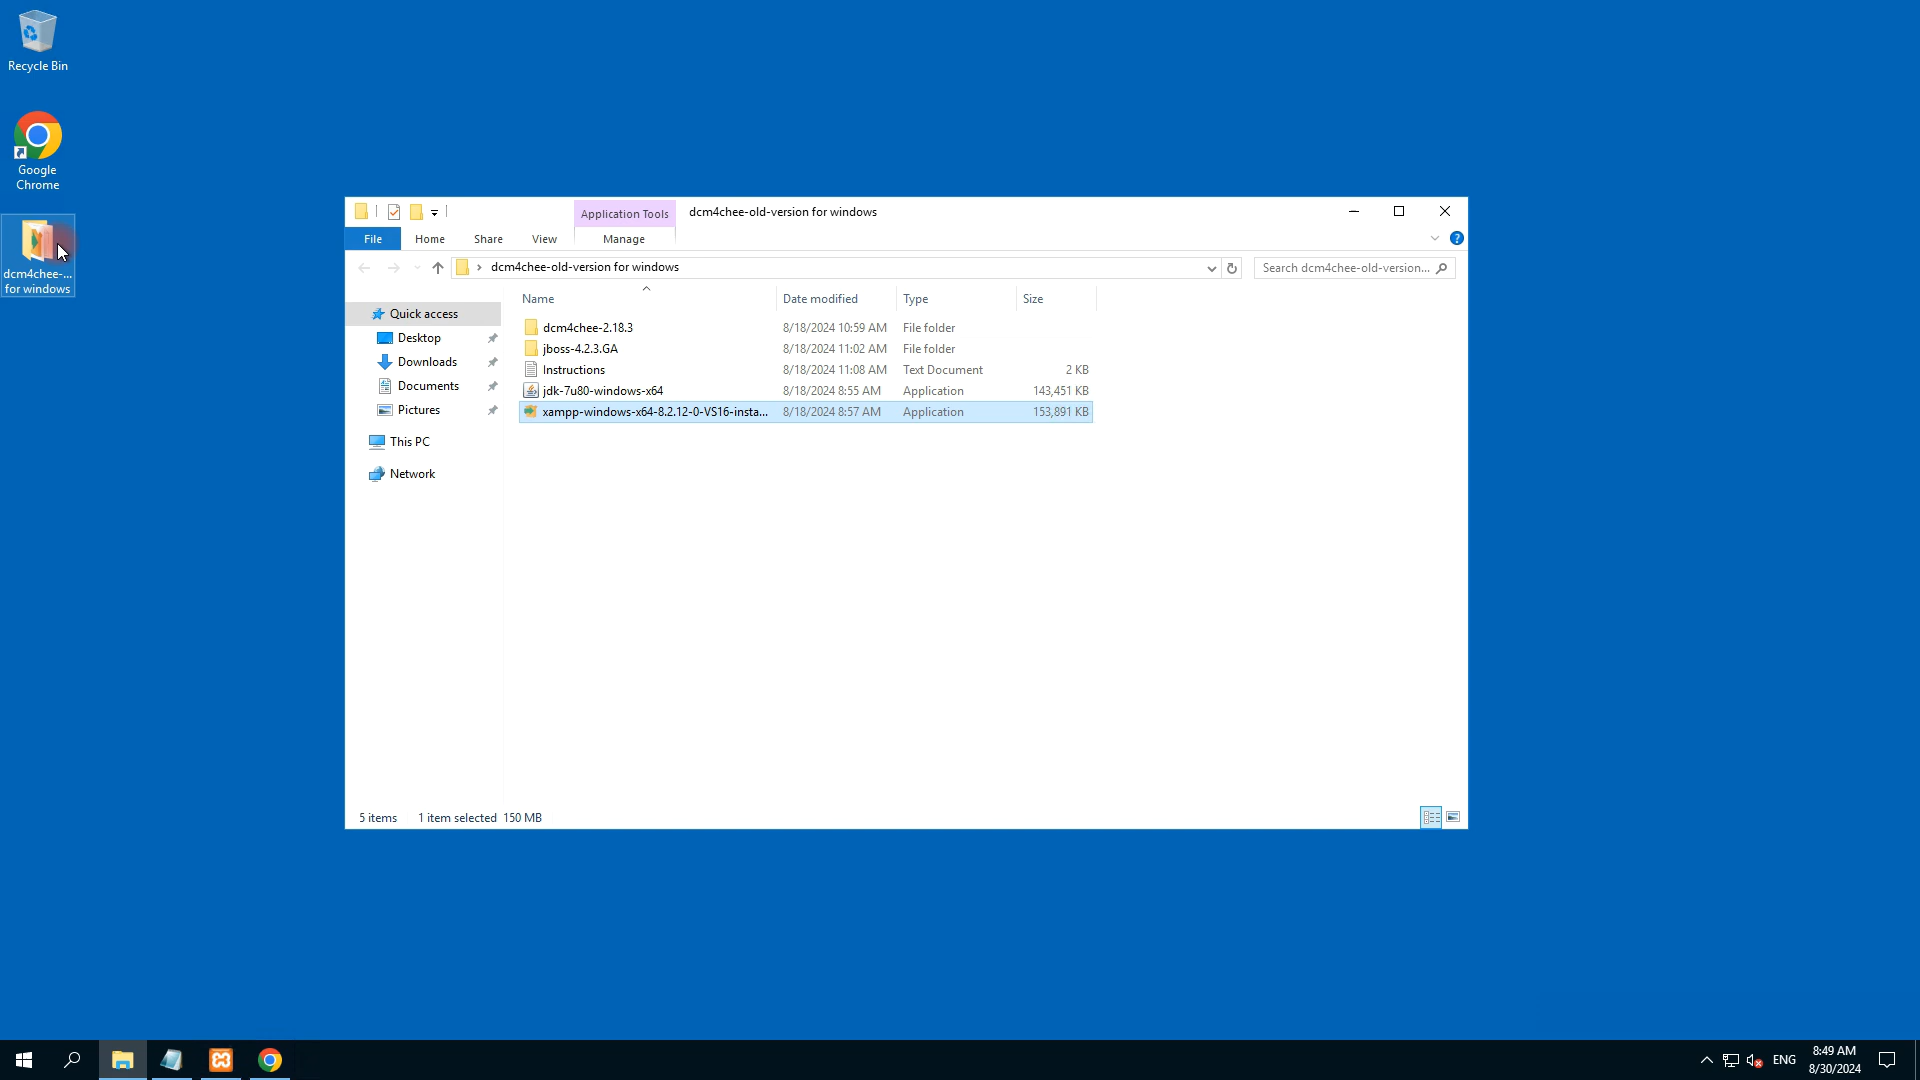 Recycle Bin
Google
Chrome
dcm4chee-...
for windows
Application Tools
dcm4chee-old-version for windows
File
Home
Share
View
Manage
dcm4chee-old-version for windows
Search dcm4chee-old-version...
Quick access
Desktop
Downloads
Documents
Pictures
This PC
Network
Name
Date modified
Type
Size
dcm4chee-2.18.3
8/18/2024 10:59 AM
File folder
jboss-4.2.3.GA
8/18/2024 11:02 AM
File folder
Instructions
8/18/2024 11:08 AM
Text Document
2 KB
jdk-7u80-windows-x64
8/18/2024 8:55 AM
Application
143,451 KB
xampp-windows-x64-8.2.12-0-VS16-insta...
8/18/2024 8:57 AM
Application
153,891 KB
5 items
1 item selected 150 MB
ENG
8:49 AM
8/30/2024